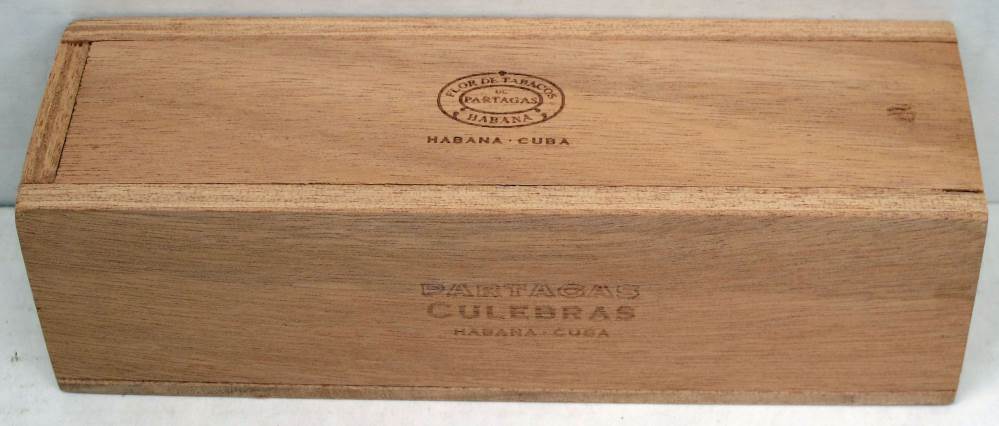 FLOR DE TABACOS
DE
PARTAGAS
HABANA
HABANA · CUBA
PARTAGAS
CULEBRAS
HABANA · CUBA